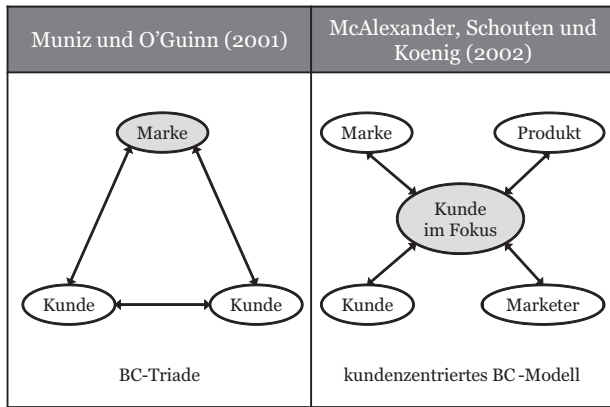 Muniz und O'Guinn (2001)
McAlexander, Schouten und
Koenig (2002)
Marke
Kunde
Kunde
BC-Triade
Marke
Produkt
Kunde
im Fokus
Kunde
Marketer
kundenzentriertes BC-Modell